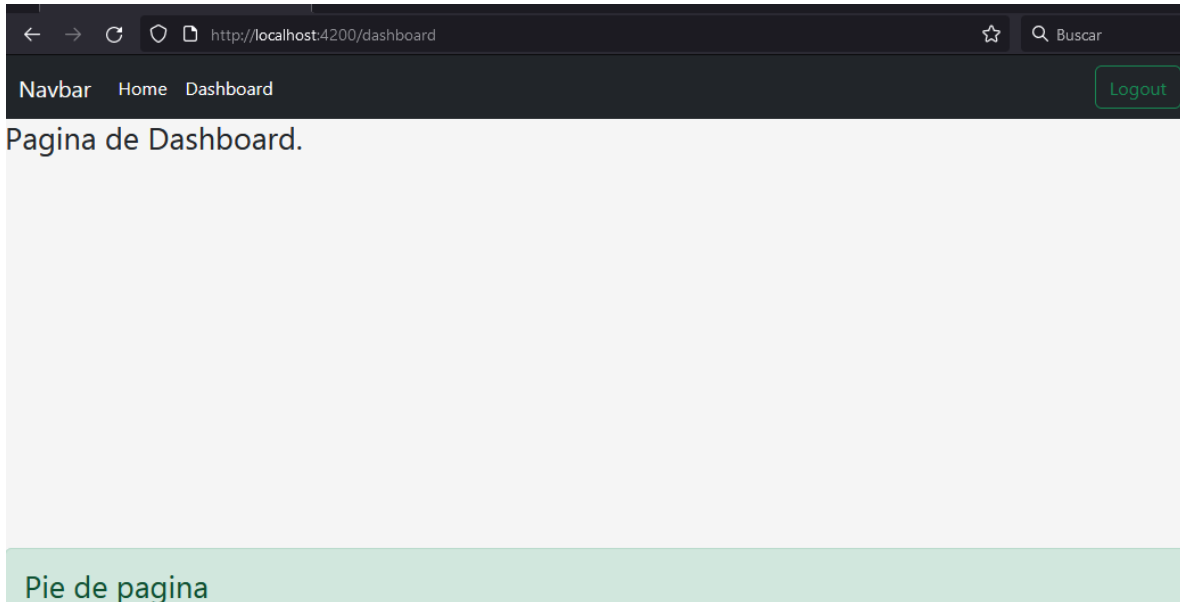 http://localhost:4200/dashboard
Buscar
Navbar Home Dashboard Logout
Pagina de Dashboard.
Pie de pagina